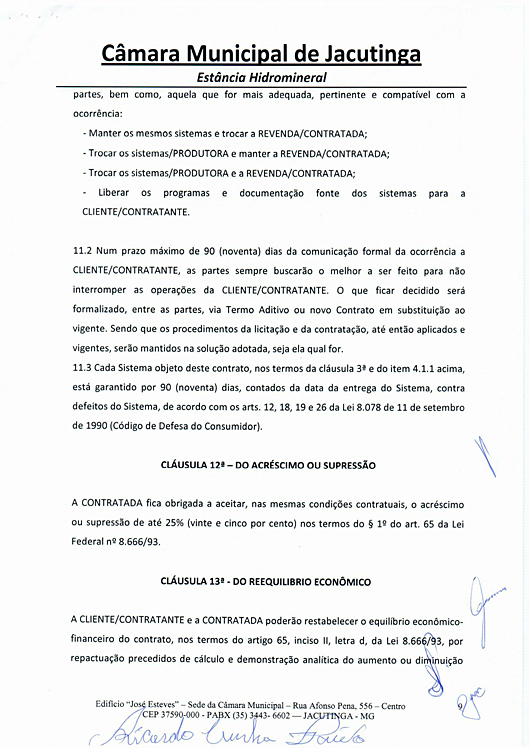 Câmara Municipal de Jacutinga
Estância Hidromineral
partes, bem como, aquela que for mais adequada, pertinente e compatível com a
ocorrência:
- Manter os mesmos sistemas e trocar a REVENDA/CONTRATADA;
- Trocar os sistemas/PRODUTORA e manter a REVENDA/CONTRATADA;
- Trocar os sistemas/PRODUTORA e a REVENDA/CONTRATADA;
- Liberar os programas e documentação fonte dos sistemas para a
CLIENTE/CONTRATANTE.
11.2 Num prazo máximo de 90 (noventa) dias da comunicação formal da ocorrência a
CLIENTE/CONTRATANTE, as partes sempre buscarão o melhor a ser feito para não
interromper as operações da CLIENTE/CONTRATANTE. O que ficar decidido será
formalizado, entre as partes, via Termo Aditivo ou novo Contrato em substituição ao
vigente. Sendo que os procedimentos da licitação e da contratação, até então aplicados e
vigentes, serão mantidos na solução adotada, seja ela qual for.
11.3 Cada Sistema objeto deste contrato, nos termos da cláusula 3ª e do item 4.1.1 acima,
está garantido por 90 (noventa) dias, contados da data da entrega do Sistema, contra
defeitos do Sistema, de acordo com os arts. 12, 18, 19 e 26 da Lei 8.078 de 11 de setembro
de 1990 (Código de Defesa do Consumidor).
CLÁUSULA 12ª – DO ACRÉSCIMO OU SUPRESSÃO
A CONTRATADA fica obrigada a aceitar, nas mesmas condições contratuais, o acréscimo
ou supressão de até 25% (vinte e cinco por cento) nos termos do § 1º do art. 65 da Lei
Federal nº 8.666/93.
CLÁUSULA 13ª - DO REEQUILIBRIO ECONÔMICO
A CLIENTE/CONTRATANTE e a CONTRATADA poderão restabelecer o equilíbrio econômico-
financeiro do contrato, nos termos do artigo 65, inciso II, letra d, da Lei 8.666/93, por
repactuação precedidos de cálculo e demonstração analítica do aumento ou diminuição
Edifício “José Esteves” – Sede da Câmara Municipal – Rua Afonso Pena, 556 – Centro
9
CEP 37590-000 - PABX (35) 3443- 6602 — JACUTINGA - MG
Ricardo Cunha